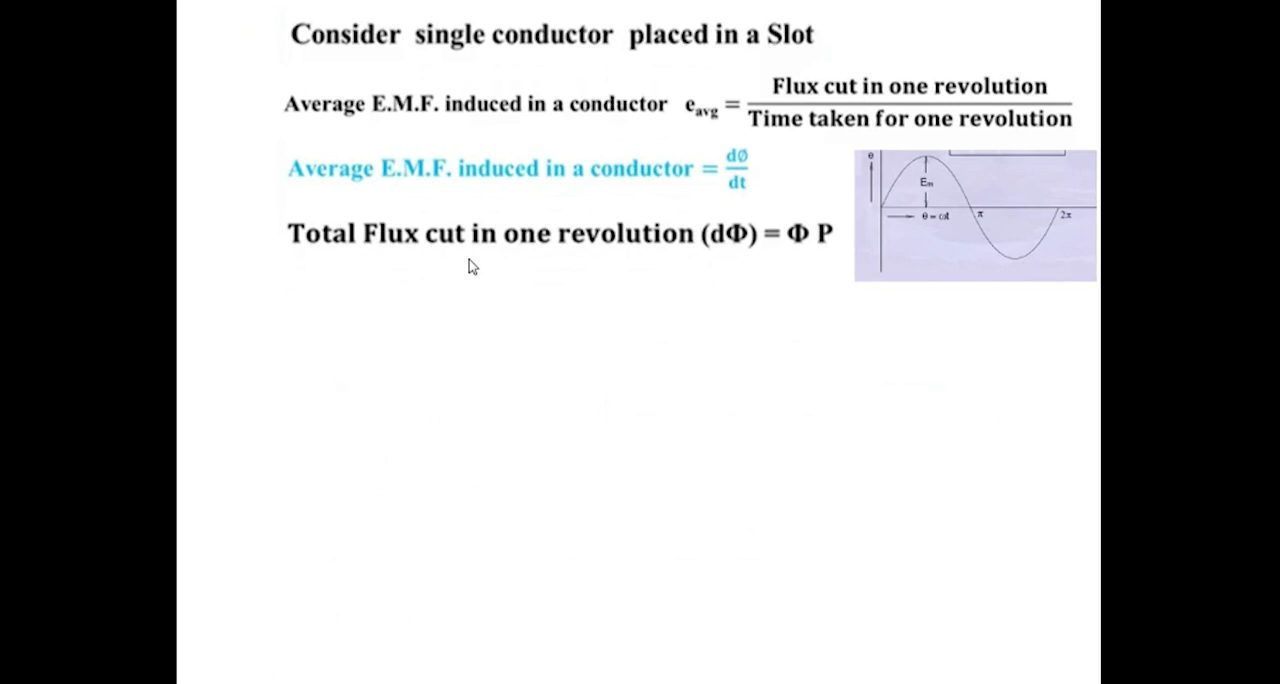 Consider single conductor placed in a Slot
Average E.M.F. induced in a conductor e_avg = Flux cut in one revolution / Time taken for one revolution
Average E.M.F. induced in a conductor = dø/dt
Total Flux cut in one revolution (dΦ) = Φ P
e
Em
θ = ωt
π
2π